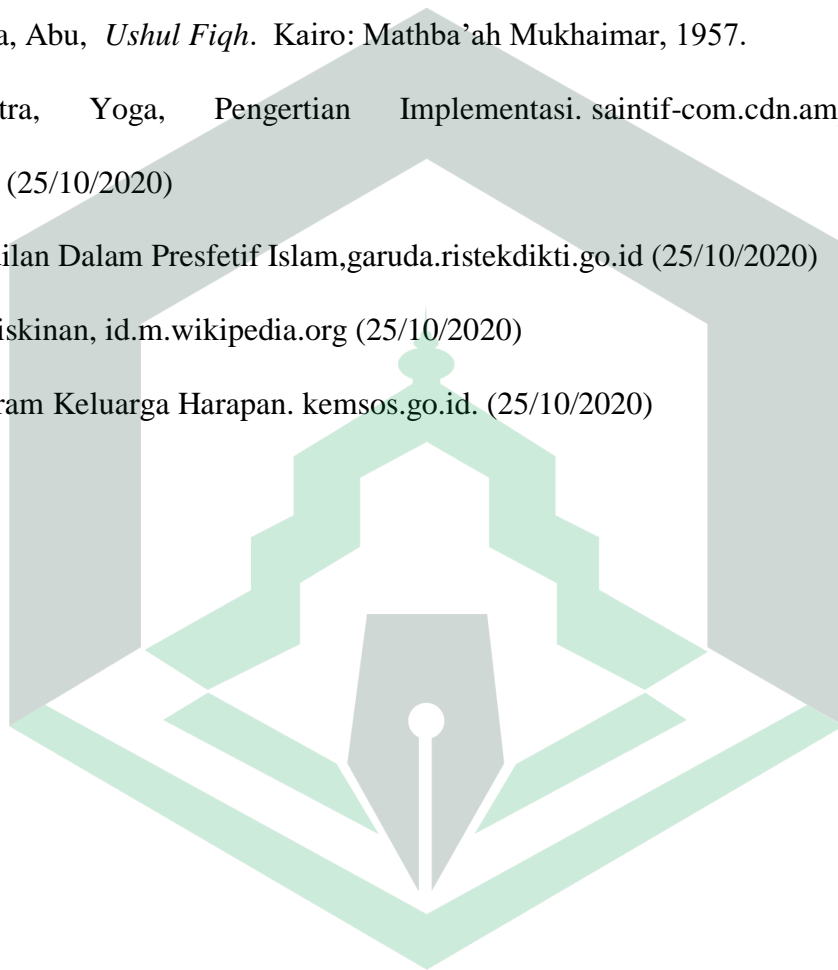 a, Abu, Ushul Fiqh. Kairo: Mathba’ah Mukhaimar, 1957.
tra, Yoga, Pengertian Implementasi. saintif-com.cdn.am
(25/10/2020)
ilan Dalam Presfetif Islam,garuda.ristekdikti.go.id (25/10/2020)
iskinan, id.m.wikipedia.org (25/10/2020)
ram Keluarga Harapan. kemsos.go.id. (25/10/2020)